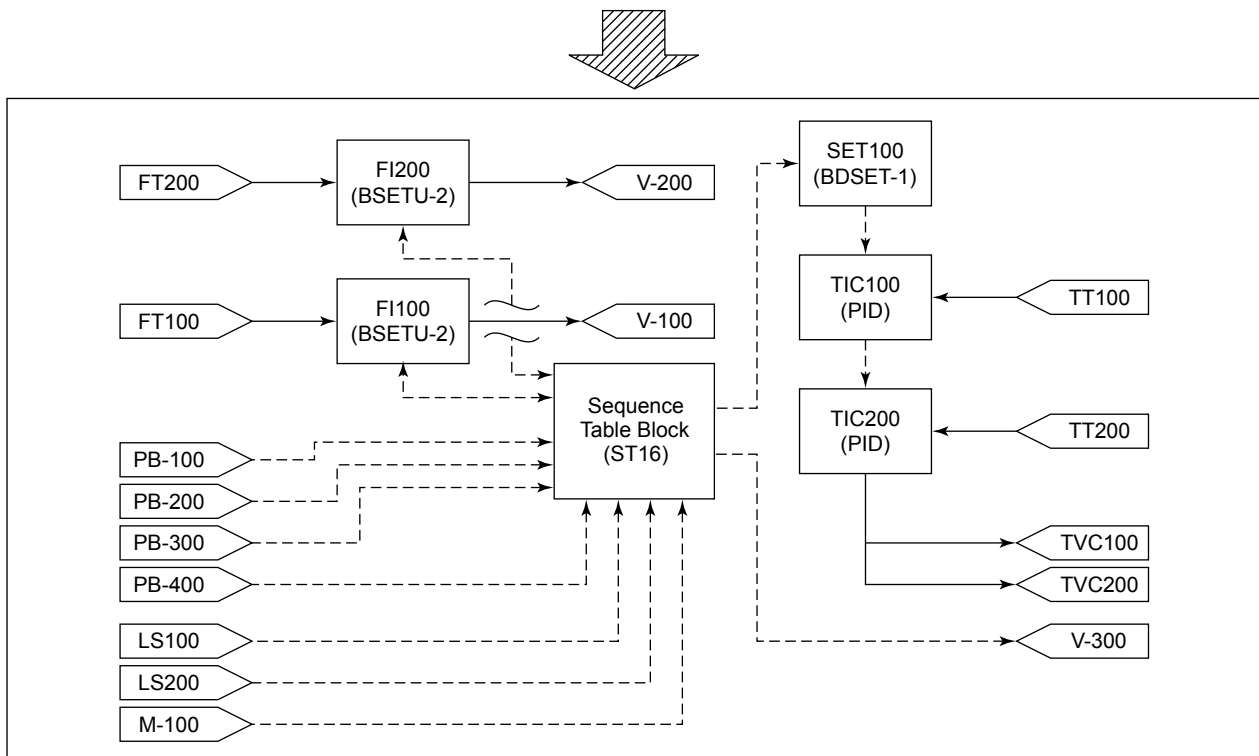 FT200
FI200
(BSETU-2)
V-200
SET100
(BDSET-1)
FT100
FI100
(BSETU-2)
V-100
TIC100
(PID)
TT100
Sequence
Table Block
(ST16)
TIC200
(PID)
TT200
PB-100
PB-200
PB-300
PB-400
TVC100
TVC200
LS100
V-300
LS200
M-100